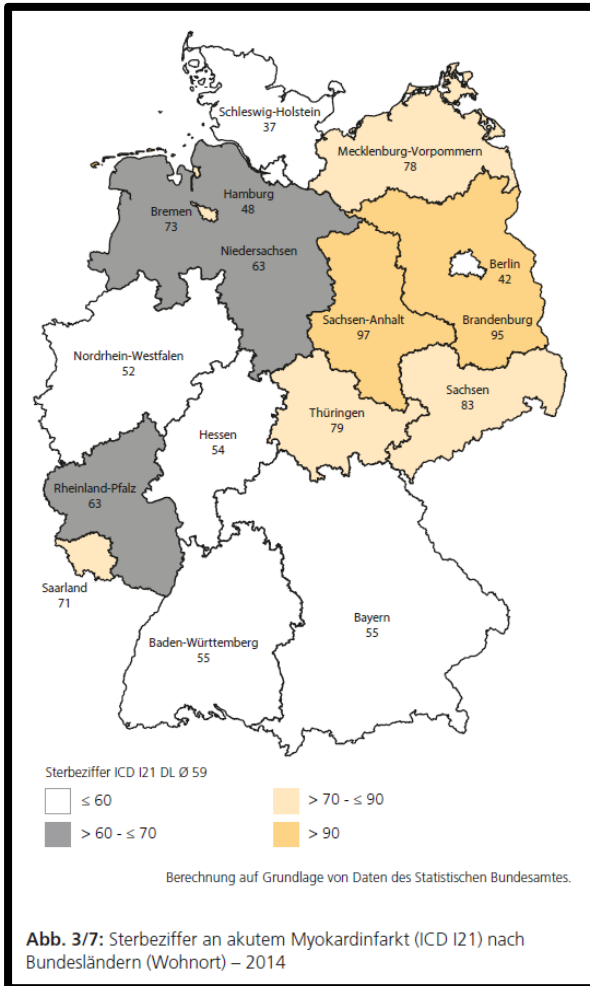 Schleswig-Holstein
37
Mecklenburg-Vorpommern
78
Hamburg
48
Bremen
73
Niedersachsen
63
Berlin
42
Sachsen-Anhalt
97
Brandenburg
95
Nordrhein-Westfalen
52
Sachsen
83
Thüringen
79
Hessen
54
Rheinland-Pfalz
63
Saarland
71
Bayern
55
Baden-Württemberg
55
Sterbeziffer ICD I21 DL Ø 59
≤ 60
> 60 - ≤ 70
> 70 - ≤ 90
> 90
Berechnung auf Grundlage von Daten des Statistischen Bundesamtes.
Abb. 3/7: Sterbeziffer an akutem Myokardinfarkt (ICD I21) nach
Bundesländern (Wohnort) – 2014